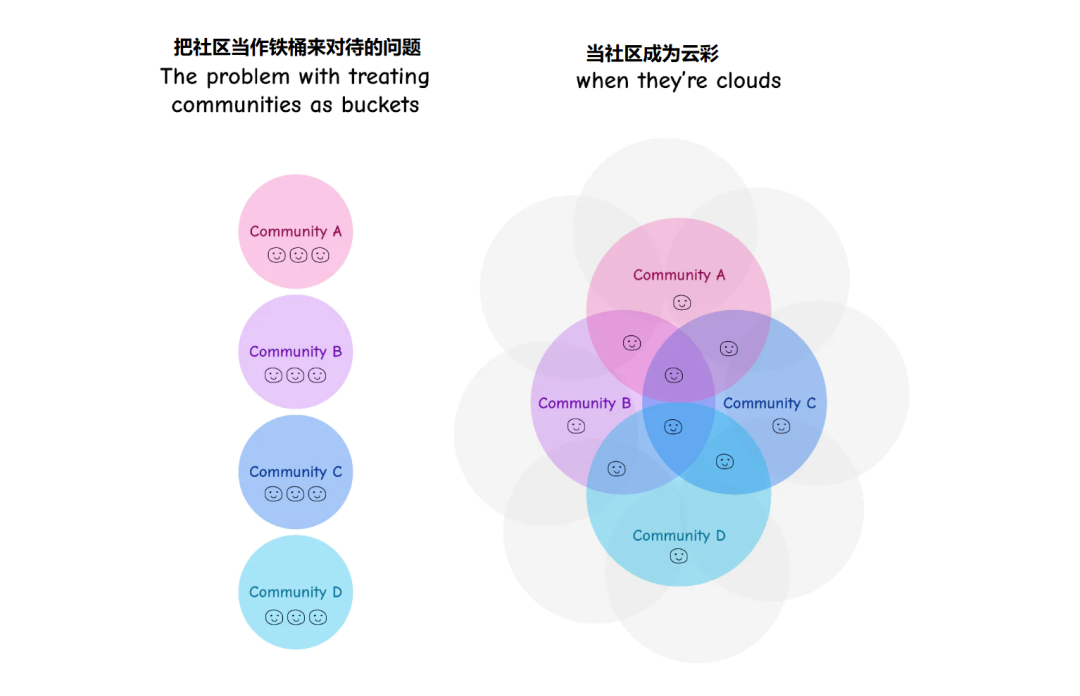 把社区当作铁桶来对待的问题
The problem with treating
communities as buckets
Community A
Community B
Community C
Community D
当社区成为云彩
when they're clouds
Community A
Community B
Community C
Community D